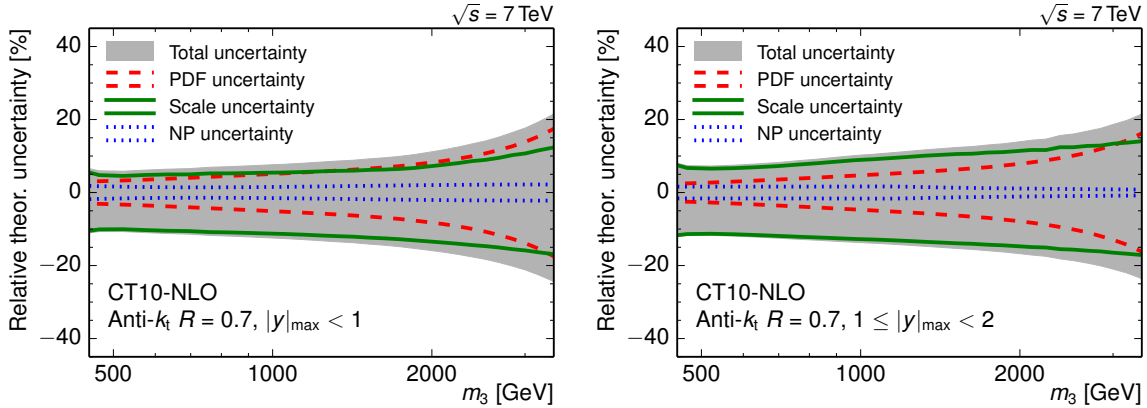 √s = 7 TeV
Relative theor. uncertainty [%]
40
20
0
−20
−40
Total uncertainty
PDF uncertainty
Scale uncertainty
NP uncertainty
CT10-NLO
Anti-kt R = 0.7, |y|max < 1
500
1000
2000
m3 [GeV]
√s = 7 TeV
Relative theor. uncertainty [%]
40
20
0
−20
−40
Total uncertainty
PDF uncertainty
Scale uncertainty
NP uncertainty
CT10-NLO
Anti-kt R = 0.7, 1 ≤ |y|max < 2
500
1000
2000
m3 [GeV]